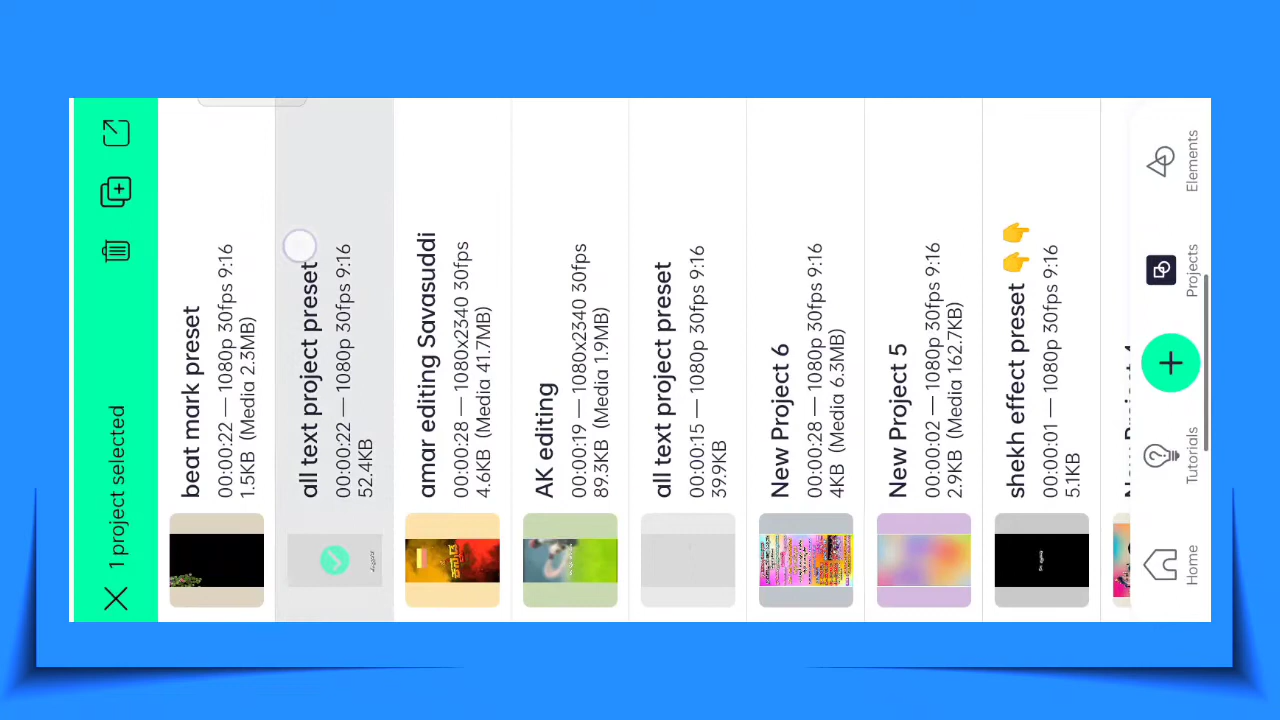 1 project selected
beat mark preset
00:00:22 — 1080p 30fps 9:16
1.5KB (Media 2.3MB)
all text project preset
00:00:22 — 1080p 30fps 9:16
52.4KB
amar editing Savasuddi
00:00:28 — 1080x2340 30fps
4.6KB (Media 41.7MB)
AK editing
00:00:19 — 1080x2340 30fps
89.3KB (Media 1.9MB)
all text project preset
00:00:15 — 1080p 30fps 9:16
39.9KB
New Project 6
00:00:28 — 1080p 30fps 9:16
4KB (Media 6.3MB)
New Project 5
00:00:02 — 1080p 30fps 9:16
2.9KB (Media 162.7KB)
shekh effect preset 👉 👉
00:00:01 — 1080p 30fps 9:16
5.1KB
Home
Tutorials
Projects
Elements